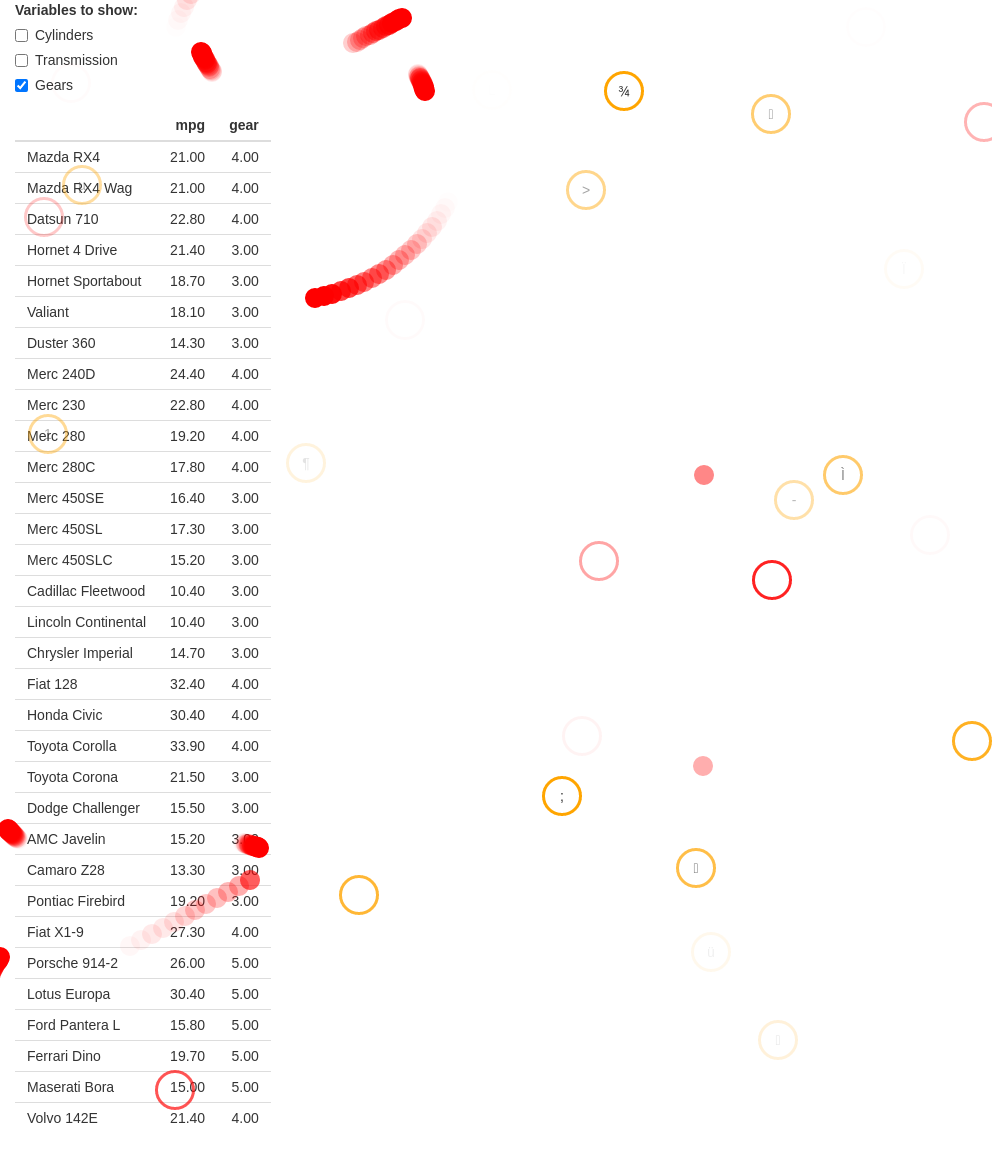 Variables to show:
Cylinders
Transmission
Gears
mpg gear
Mazda RX4 21.00 4.00
Mazda RX4 Wag 21.00 4.00
Datsun 710 22.80 4.00
Hornet 4 Drive 21.40 3.00
Hornet Sportabout 18.70 3.00
Valiant 18.10 3.00
Duster 360 14.30 3.00
Merc 240D 24.40 4.00
Merc 230 22.80 4.00
Merc 280 19.20 4.00
Merc 280C 17.80 4.00
Merc 450SE 16.40 3.00
Merc 450SL 17.30 3.00
Merc 450SLC 15.20 3.00
Cadillac Fleetwood 10.40 3.00
Lincoln Continental 10.40 3.00
Chrysler Imperial 14.70 3.00
Fiat 128 32.40 4.00
Honda Civic 30.40 4.00
Toyota Corolla 33.90 4.00
Toyota Corona 21.50 3.00
Dodge Challenger 15.50 3.00
AMC Javelin 15.20 3.00
Camaro Z28 13.30 3.00
Pontiac Firebird 19.20 3.00
Fiat X1-9 27.30 4.00
Porsche 914-2 26.00 5.00
Lotus Europa 30.40 5.00
Ford Pantera L 15.80 5.00
Ferrari Dino 19.70 5.00
Maserati Bora 15.00 5.00
Volvo 142E 21.40 4.00
¾
>
¶
Ì
-
;